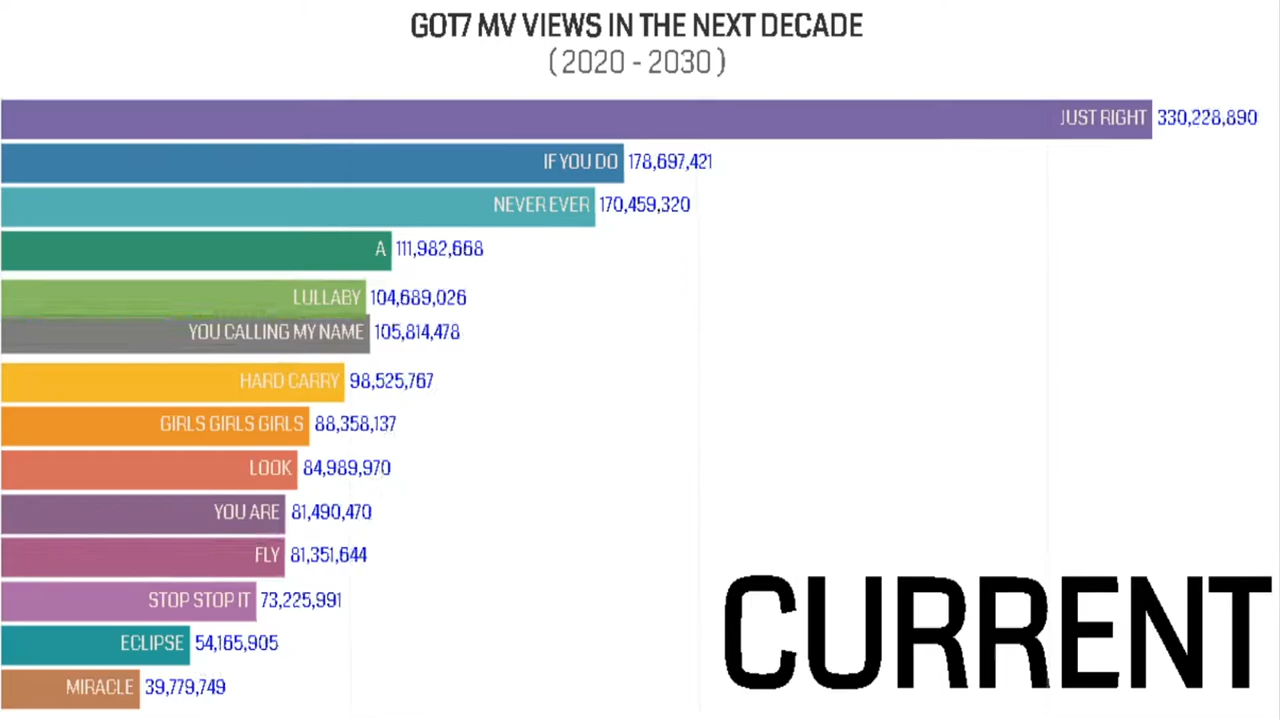 GOT7 MV VIEWS IN THE NEXT DECADE
(2020 - 2030)
JUST RIGHT 330,228,890
IF YOU DO 178,697,421
NEVER EVER 170,459,320
A 111,982,668
LULLABY 104,689,026
YOU CALLING MY NAME 105,814,478
HARD CARRY 98,525,767
GIRLS GIRLS GIRLS 88,358,137
LOOK 84,989,970
YOU ARE 81,490,470
FLY 81,351,644
STOP STOP IT 73,225,991
ECLIPSE 54,165,905
MIRACLE 39,779,749
CURRENT